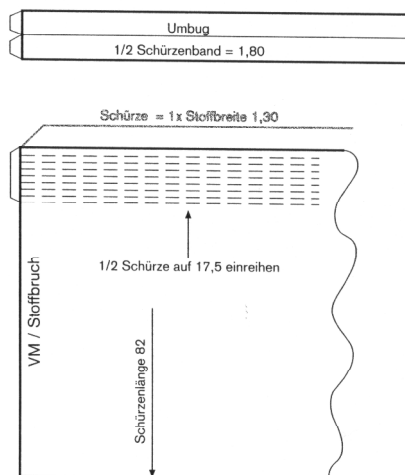 Umbug
1/2 Schürzenband = 1,80
Schürze = 1x Stoffbreite 1,30
1/2 Schürze auf 17,5 einreihen
VM / Stoffbruch
Schürzenlänge 82